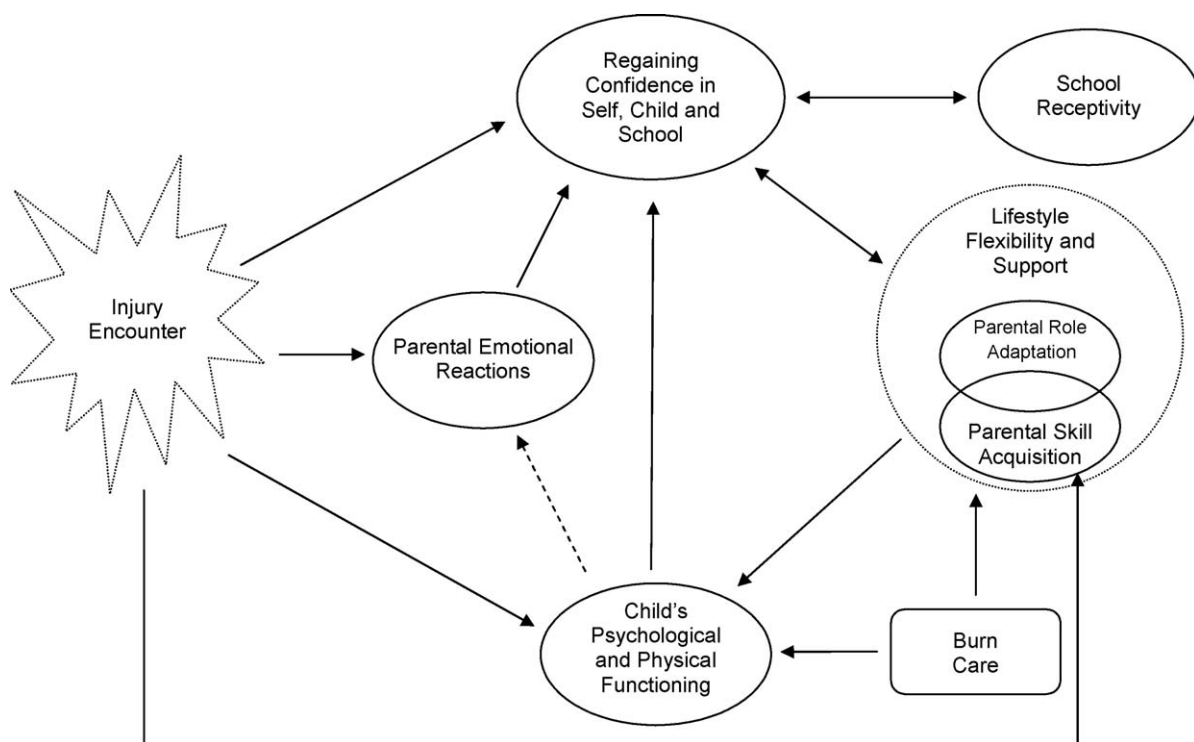 Regaining
Confidence in
Self, Child and
School
School
Receptivity
Lifestyle
Flexibility and
Support
Injury
Encounter
Parental Emotional
Reactions
Parental Role
Adaptation
Parental Skill
Acquisition
Child's
Psychological
and Physical
Functioning
Burn
Care